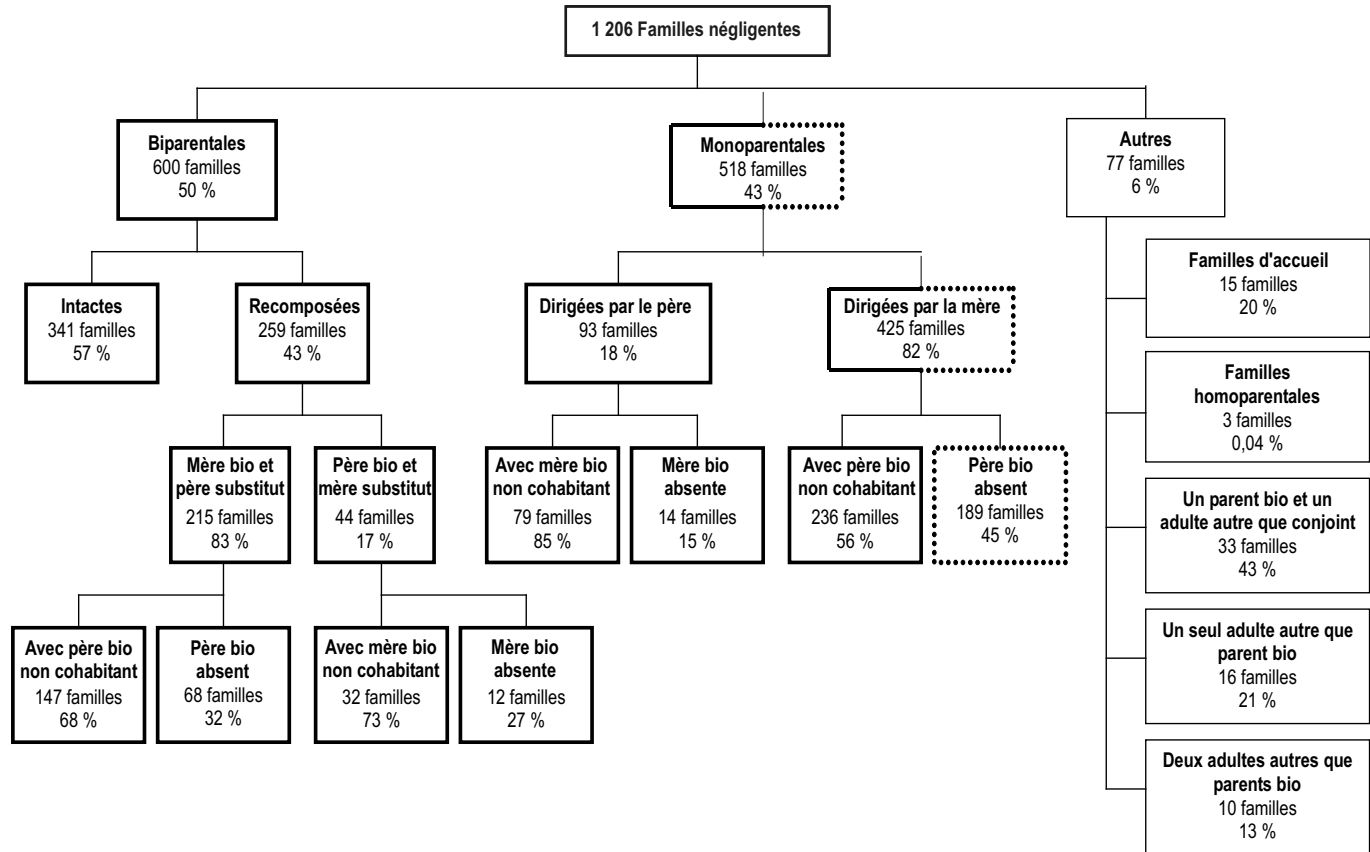 1 206 Familles négligentes
Biparentales
600 familles
50 %
Monoparentales
518 familles
43 %
Autres
77 familles
6 %
Intactes
341 familles
57 %
Recomposées
259 familles
43 %
Dirigées par le père
93 familles
18 %
Dirigées par la mère
425 familles
82 %
Mère bio et
père substitut
215 familles
83 %
Père bio et
mère substitut
44 familles
17 %
Avec mère bio
non cohabitant
79 familles
85 %
Mère bio
absente
14 familles
15 %
Avec père bio
non cohabitant
236 familles
56 %
Père bio
absent
189 familles
45 %
Avec père bio
non cohabitant
147 familles
68 %
Père bio
absent
68 familles
32 %
Avec mère bio
non cohabitant
32 familles
73 %
Mère bio
absente
12 familles
27 %
Familles d'accueil
15 familles
20 %
Familles
homoparentales
3 familles
0,04 %
Un parent bio et un
adulte autre que conjoint
33 familles
43 %
Un seul adulte autre que
parent bio
16 familles
21 %
Deux adultes autres que
parents bio
10 familles
13 %